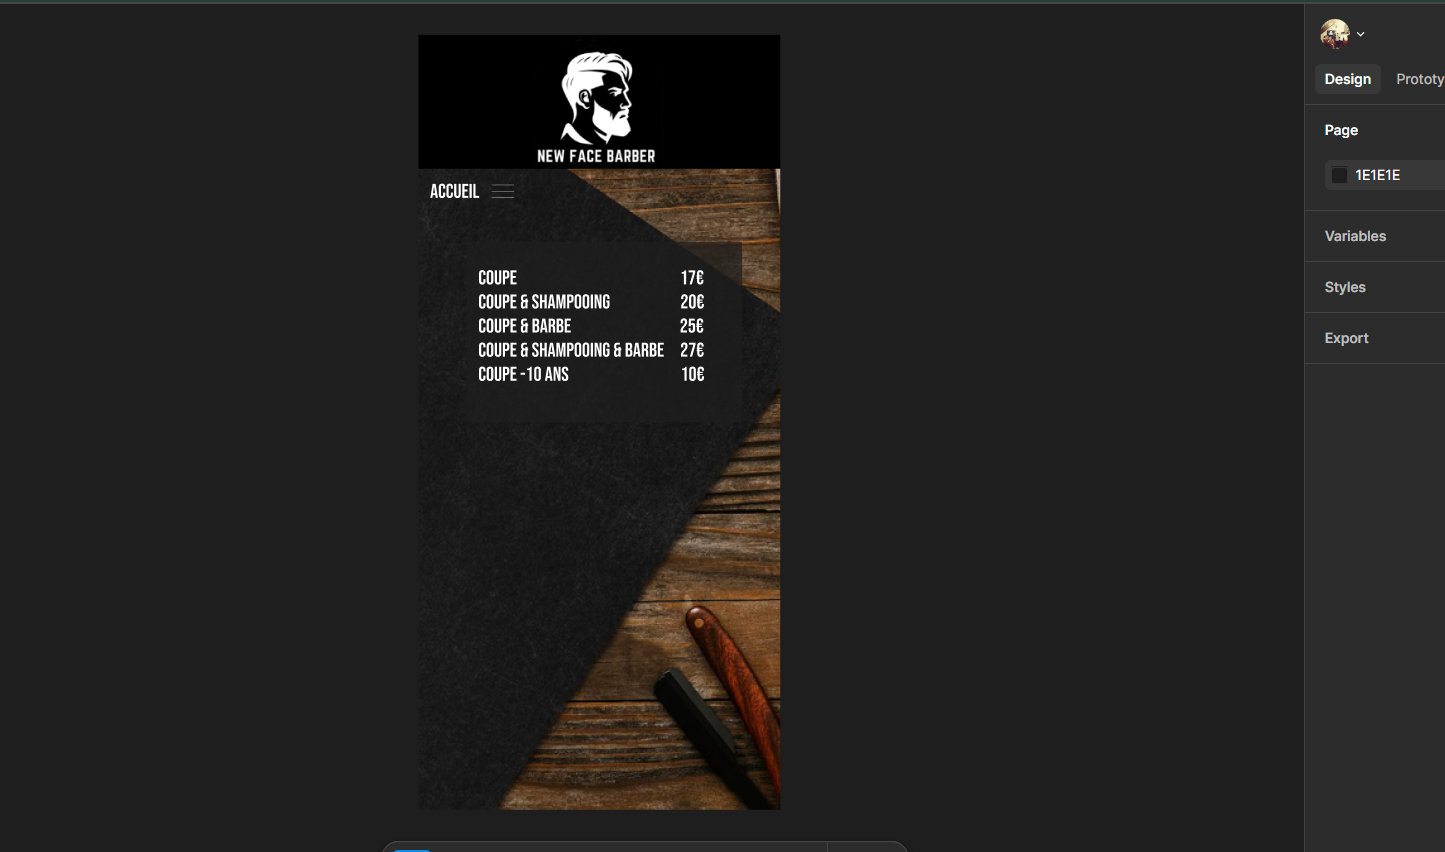 NEW FACE BARBER
ACCUEIL
COUPE 17€
COUPE & SHAMPOOING 20€
COUPE & BARBE 25€
COUPE & SHAMPOOING & BARBE 27€
COUPE -10 ANS 10€
Design Prototy
Page
1E1E1E
Variables
Styles
Export